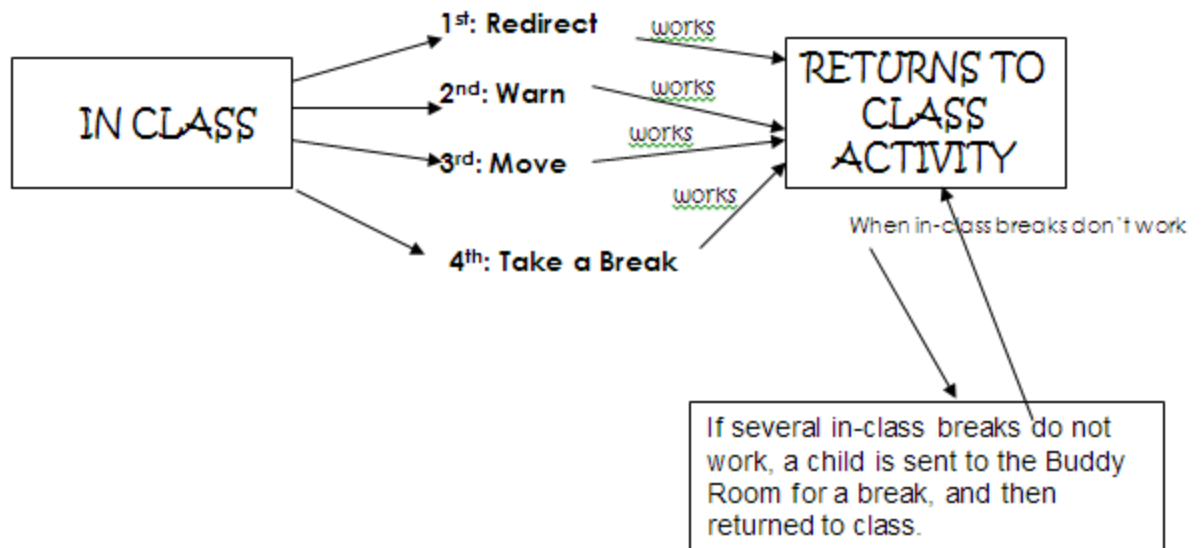 1st: Redirect
works
2nd: Warn
works
3rd: Move
works
4th: Take a Break
works
IN CLASS
RETURNS TO
CLASS
ACTIVITY
When in-class breaks don't work
If several in-class breaks do not
work, a child is sent to the Buddy
Room for a break, and then
returned to class.